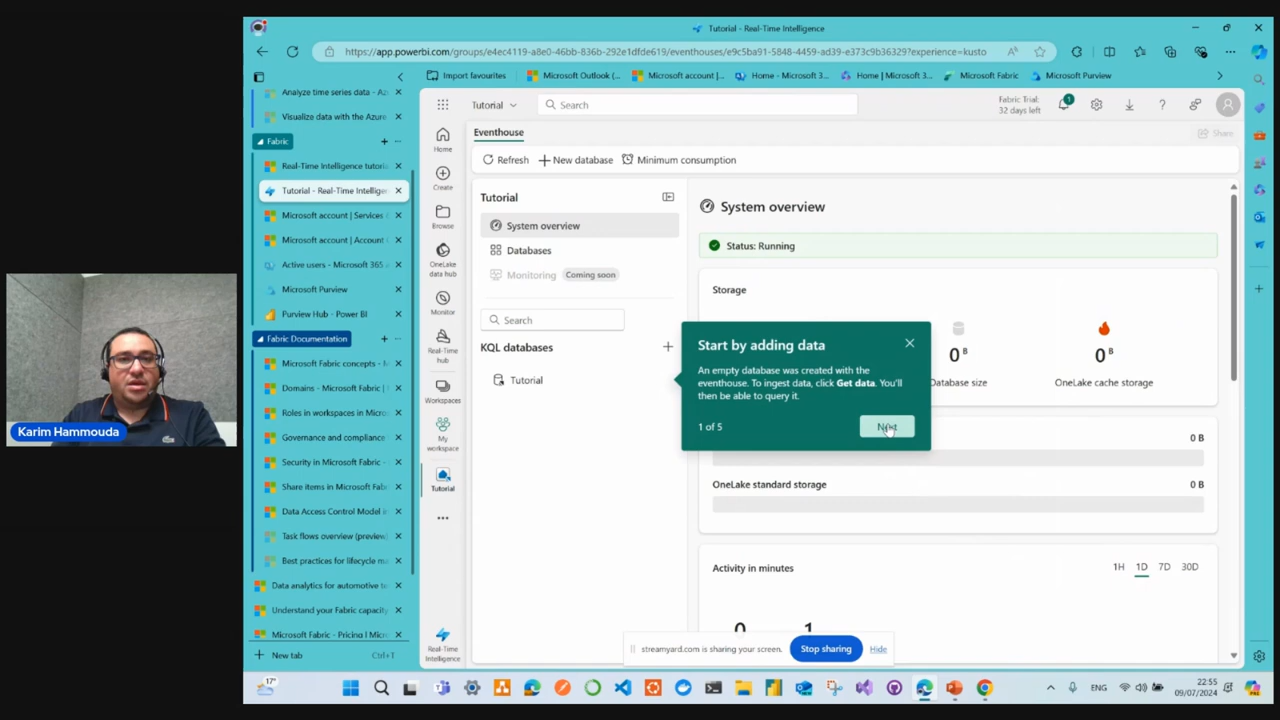 Tutorial - Real-Time Intelligence
https://app.powerbi.com/groups/e4ec4119-a8e0-46bb-836b-292e1dfde619/eventhouses/e9c5ba91-5848-4459-ad39-e373c9b36329?experience=kusto
Import favourites
Microsoft Outlook (...
Microsoft account |...
Home - Microsoft 3...
Home | Microsoft 3...
Microsoft Fabric
Microsoft Purview
Analyze time series data - Az
Visualize data with the Azure
Fabric
Real-Time Intelligence tutoria
Tutorial - Real-Time Intelligen
Microsoft account | Services
Microsoft account | Account
Active users - Microsoft 365
Microsoft Purview
Purview Hub - Power BI
Fabric Documentation
Microsoft Fabric concepts - M
Domains - Microsoft Fabric |
Roles in workspaces in Micros
Governance and compliance
Security in Microsoft Fabric -
Share items in Microsoft Fabr
Data Access Control Model in
Task flows overview (preview)
Best practices for lifecycle ma
Data analytics for automotive te
Understand your Fabric capacity
Microsoft Fabric - Pricing | Micr
New tab
Ctrl+T
Tutorial
Search
Fabric Trial:
32 days left
1
Home
Create
Browse
OneLake
data hub
Monitor
Real-Time
hub
Workspaces
My
workspace
Tutorial
Real-Time
Intelligence
Eventhouse
Share
Refresh
New database
Minimum consumption
Tutorial
System overview
Databases
Monitoring
Coming soon
Search
KQL databases
Tutorial
System overview
Status: Running
Storage
0 B
Database size
0 B
OneLake cache storage
Start by adding data
An empty database was created with the
eventhouse. To ingest data, click Get data. You'll
then be able to query it.
1 of 5
Next
0 B
OneLake standard storage
0 B
Activity in minutes
1H
1D
7D
30D
0
1
streamyard.com is sharing your screen.
Stop sharing
Hide
Karim Hammouda
17°
ENG
22:55
09/07/2024